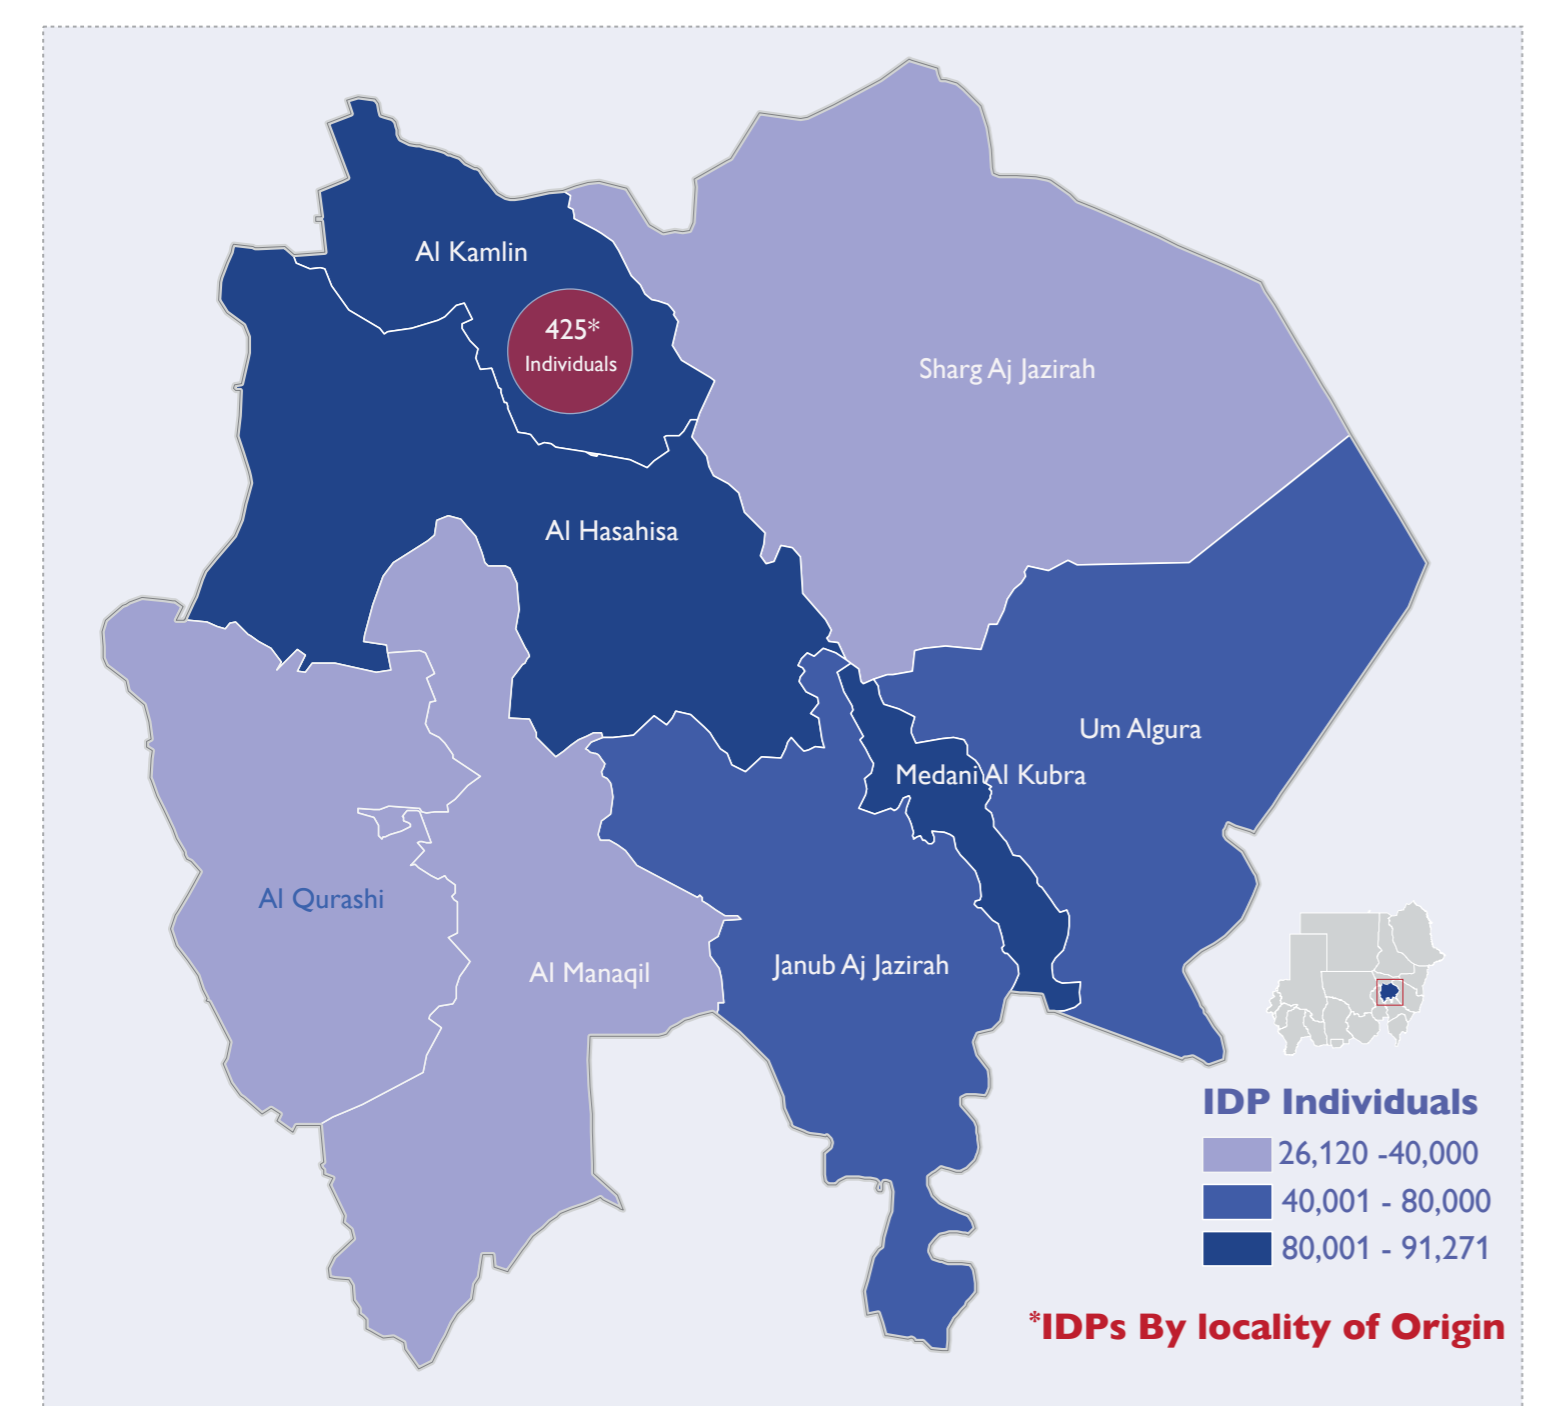 Al Kamlin
425*
Individuals
Sharg Aj Jazirah
Al Hasahisa
Um Algura
Medani Al Kubra
Al Qurashi
Al Manaqil
Janub Aj Jazirah
IDP Individuals
26,120 -40,000
40,001 - 80,000
80,001 - 91,271
*IDPs By locality of Origin